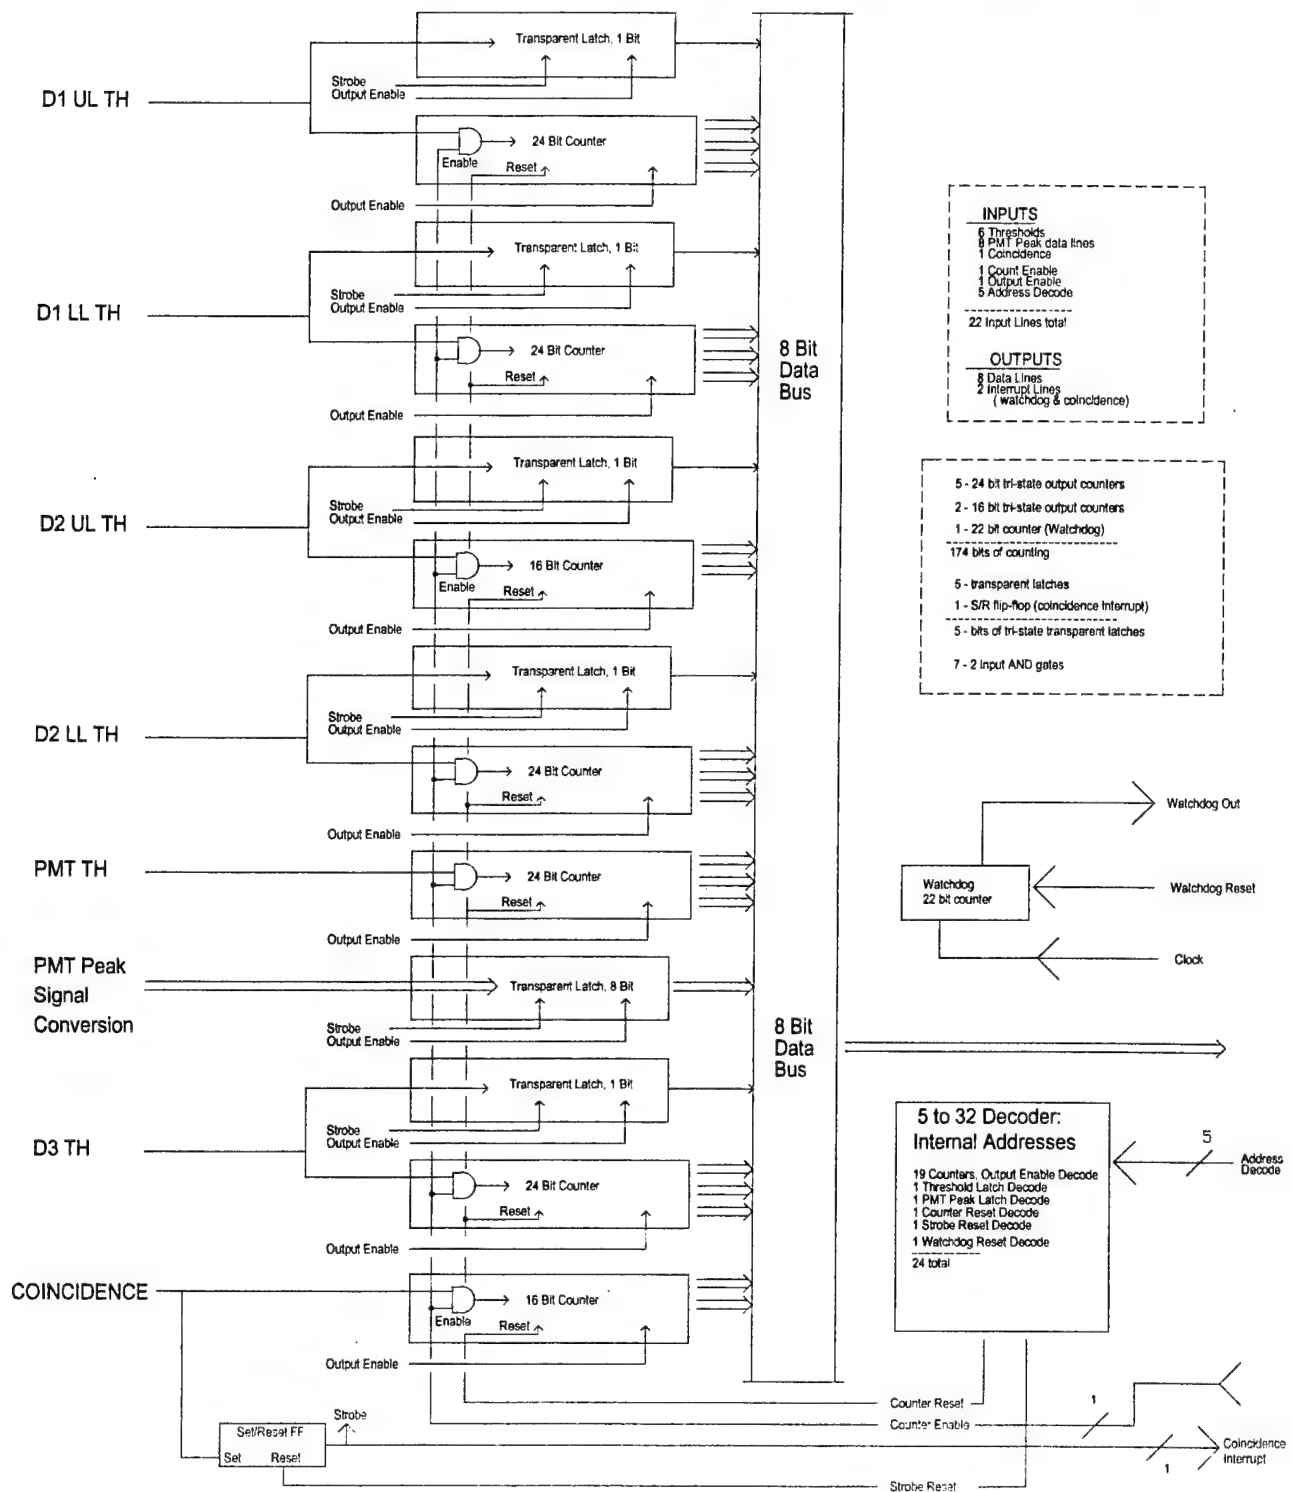 Transparent Latch, 1 Bit
Strobe
Output Enable
D1 UL TH
24 Bit Counter
Enable
Reset
Output Enable
Transparent Latch, 1 Bit
Strobe
Output Enable
D1 LL TH
24 Bit Counter
Reset
Output Enable
Transparent Latch, 1 Bit
Strobe
Output Enable
D2 UL TH
16 Bit Counter
Enable
Reset
Output Enable
Transparent Latch, 1 Bit
Strobe
Output Enable
D2 LL TH
24 Bit Counter
Reset
Output Enable
PMT TH
24 Bit Counter
Reset
Output Enable
PMT Peak
Signal
Conversion
Transparent Latch, 8 Bit
Strobe
Output Enable
Transparent Latch, 1 Bit
Strobe
Output Enable
D3 TH
24 Bit Counter
Reset
Output Enable
COINCIDENCE
16 Bit Counter
Enable
Reset
Output Enable
Strobe
Set/Reset FF
Set Reset
8 Bit
Data
Bus
8 Bit
Data
Bus
INPUTS
6 Thresholds
8 PMT Peak data lines
1 Coincidence
1 Count Enable
1 Output Enable
5 Address Decode
22 Input Lines total
OUTPUTS
8 Data Lines
2 Interrupt Lines
( watchdog & coincidence)
5 - 24 bit tri-state output counters
2 - 16 bit tri-state output counters
1 - 22 bit counter (Watchdog)
174 bits of counting
5 - transparent latches
1 - S/R flip-flop (coincidence Interrupt)
5 - bits of tri-state transparent latches
7 - 2 Input AND gates
Watchdog Out
Watchdog
22 bit counter
Watchdog Reset
Clock
5 to 32 Decoder:
Internal Addresses
19 Counters, Output Enable Decode
1 Threshold Latch Decode
1 PMT Peak Latch Decode
1 Counter Reset Decode
1 Strobe Reset Decode
1 Watchdog Reset Decode
24 total
5
Address
Decode
Counter Reset
Counter Enable
1
Coincidence
Interrupt
1
Strobe Reset